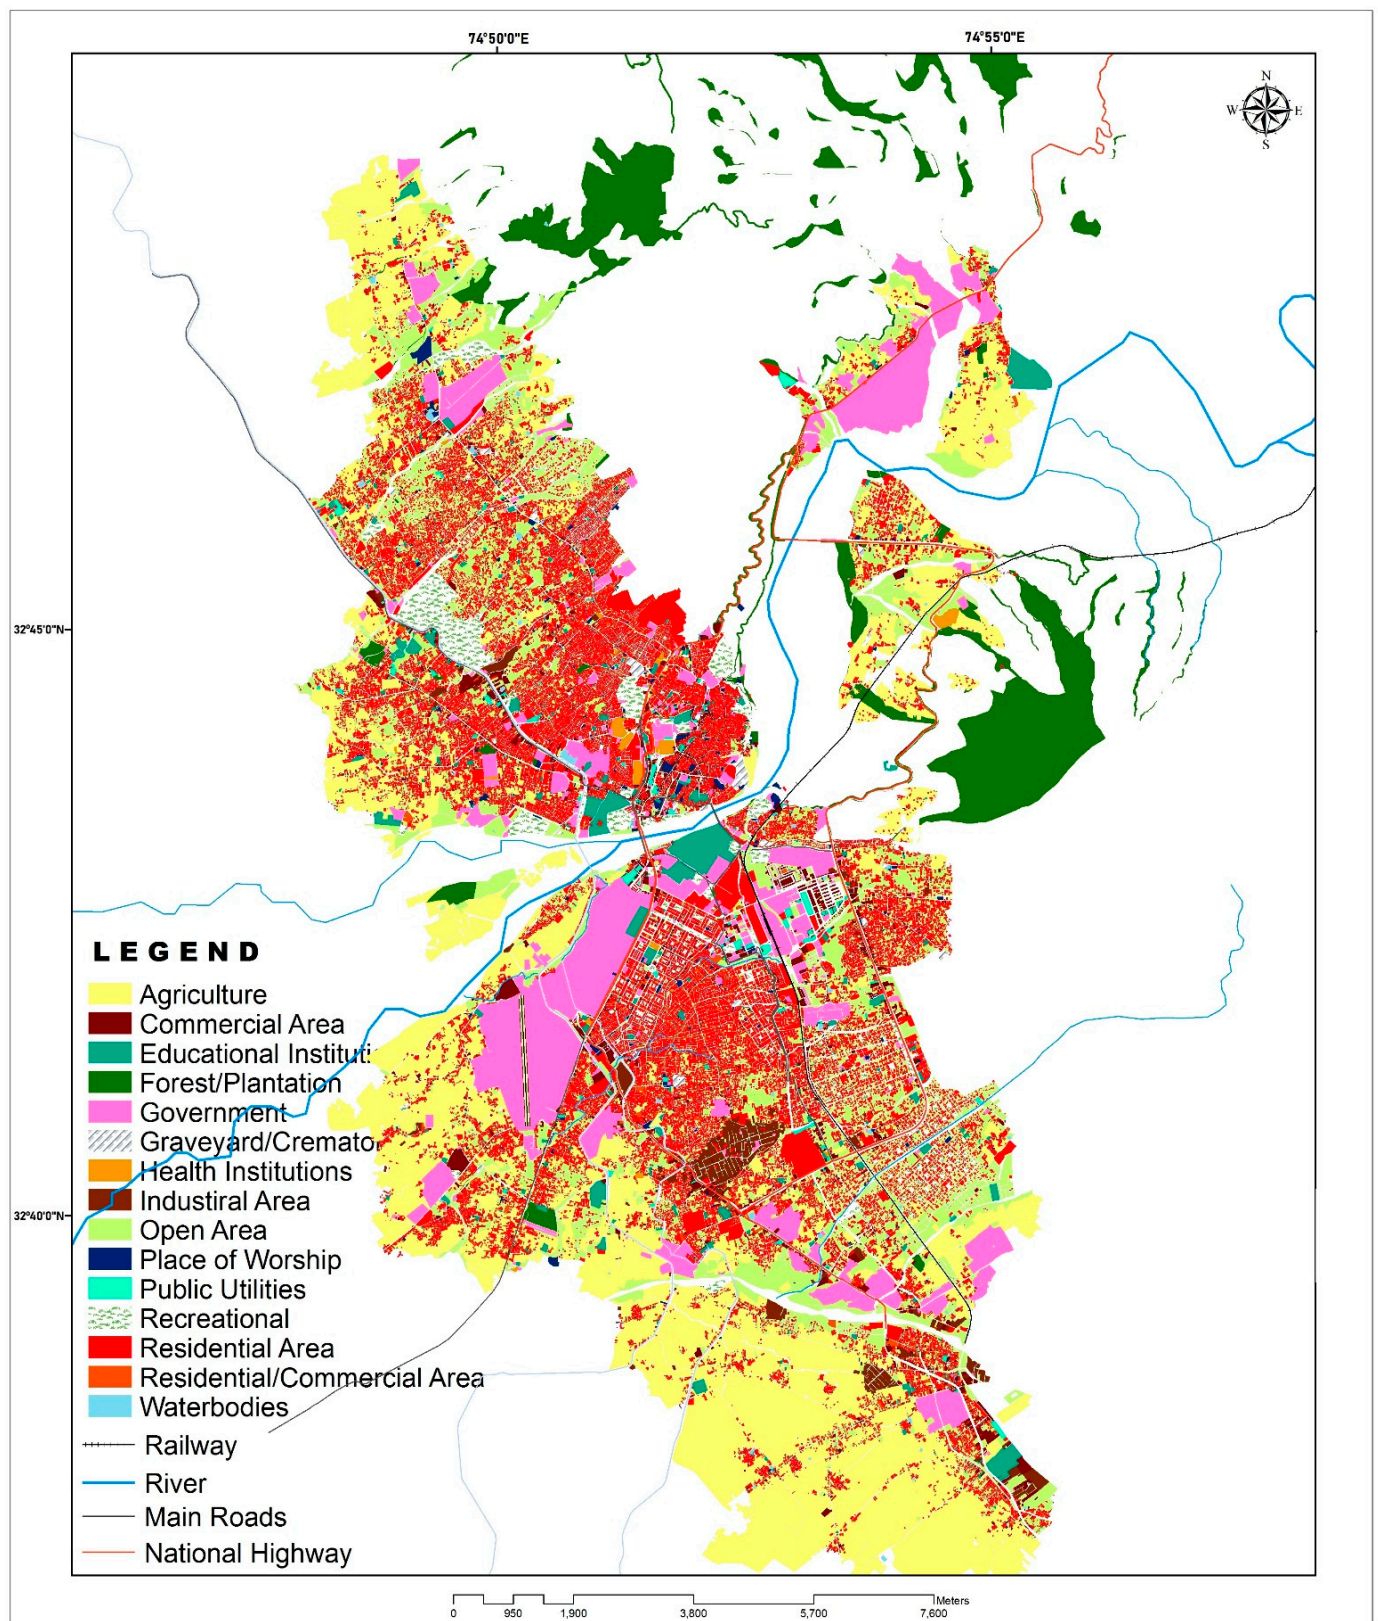 74°50'0"E
74°55'0"E
N
W
E
S
32°45'0"N
LEGEND
Agriculture
Commercial Area
Educational Instituti
Forest/Plantation
Government
Graveyard/Cremato
Health Institutions
Industiral Area
32°40'0"N
Open Area
Place of Worship
Public Utilities
Recreational
Residential Area
Residential/Commercial Area
Waterbodies
Railway
River
Main Roads
National Highway
Meters
0 950 1,900 3,800 5,700 7,600